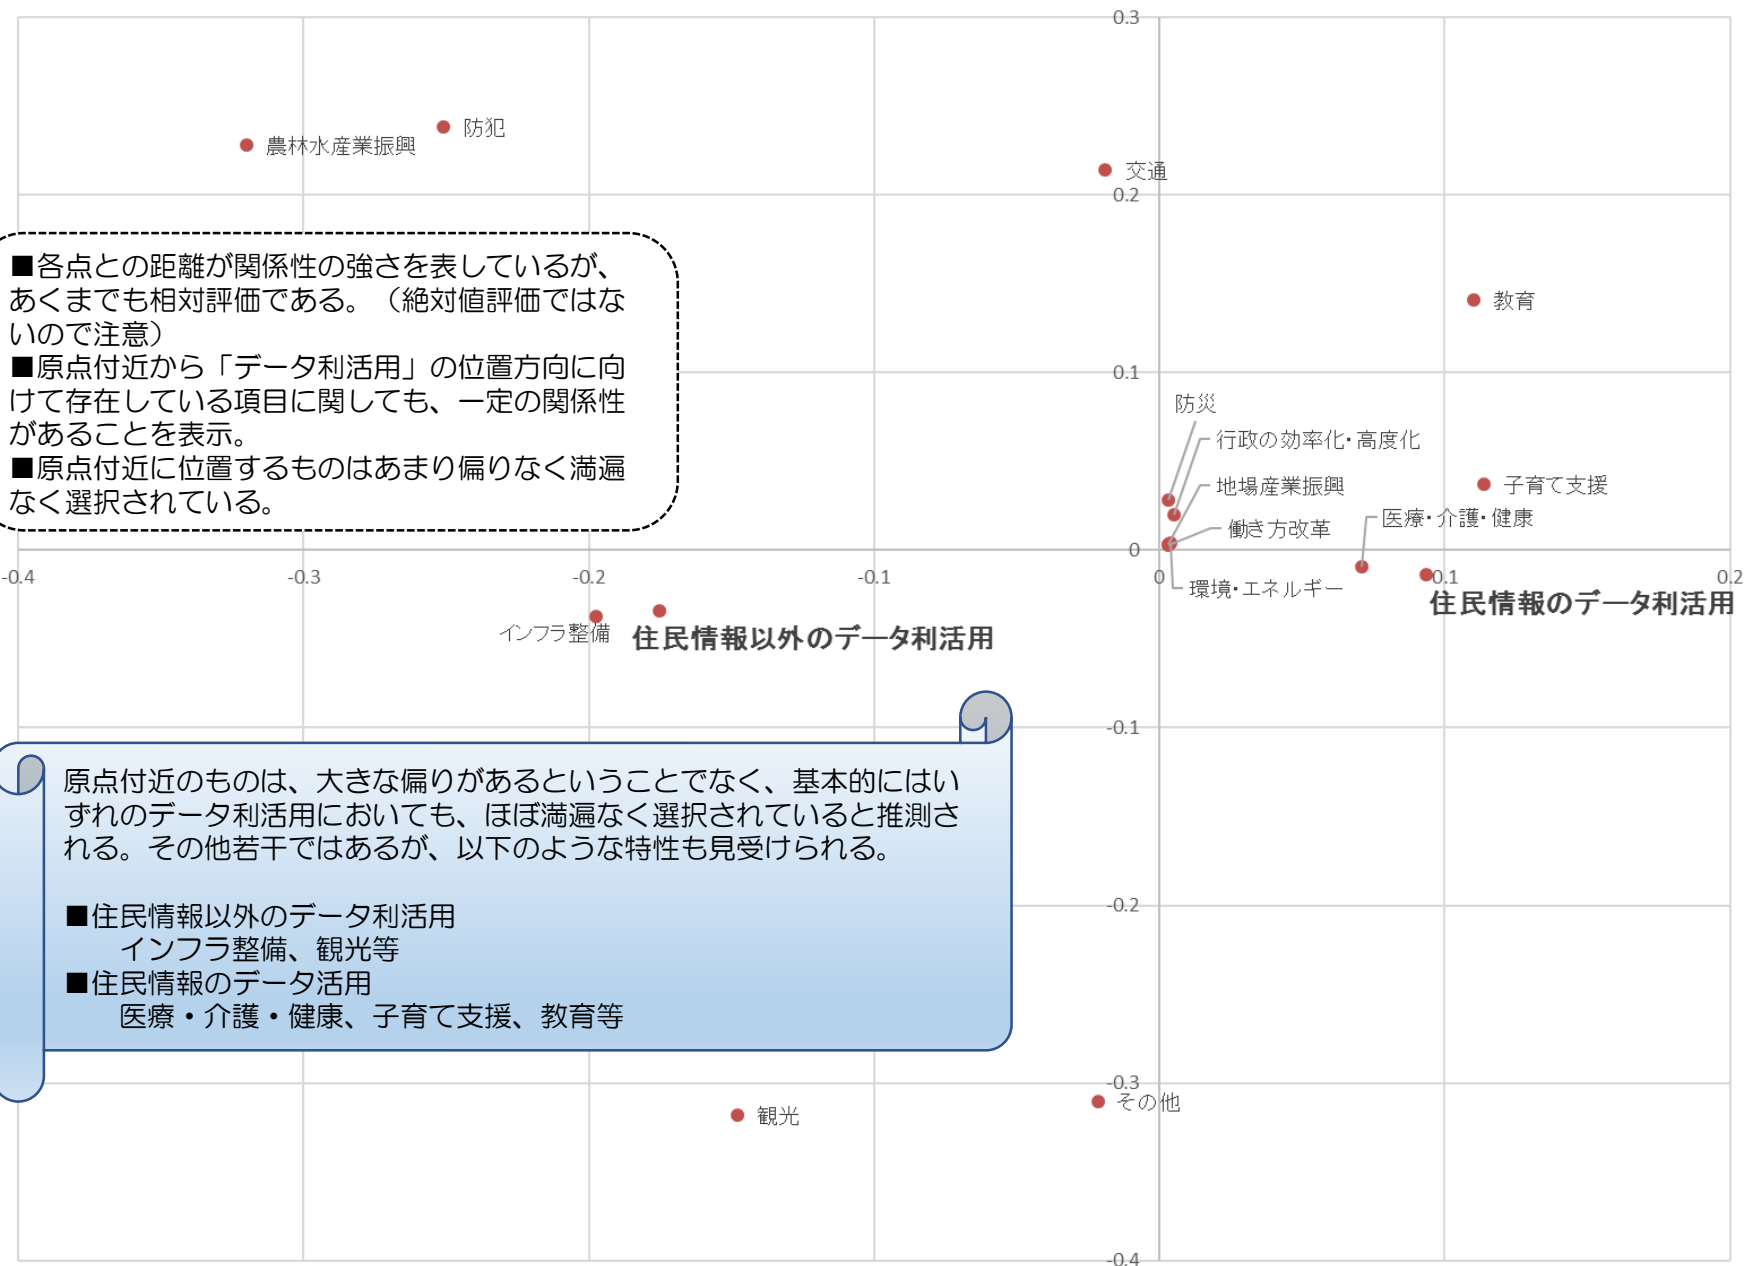 0.3
防犯
農林水産業振興
交通
0.2
■各点との距離が関係性の強さを表しているが、
あくまでも相対評価である。（絶対値評価ではな
いので注意）
■原点付近から「データ利活用」の位置方向に向
けて存在している項目に関しても、一定の関係性
があることを表示。
■原点付近に位置するものはあまり偏りなく満遍
なく選択されている。
教育
0.1
防災
行政の効率化・高度化
地場産業振興
子育て支援
医療・介護・健康
働き方改革
0
-0.4
-0.3
-0.2
-0.1
0
0.1
0.2
環境・エネルギー
住民情報のデータ利活用
インフラ整備
住民情報以外のデータ利活用
-0.1
原点付近のものは、大きな偏りがあるということでなく、基本的にはい
ずれのデータ利活用においても、ほぼ満遍なく選択されていると推測さ
れる。その他若干ではあるが、以下のような特性も見受けられる。
■住民情報以外のデータ利活用
インフラ整備、観光等
■住民情報のデータ活用
医療・介護・健康、子育て支援、教育等
-0.2
-0.3
その他
観光
-0.4